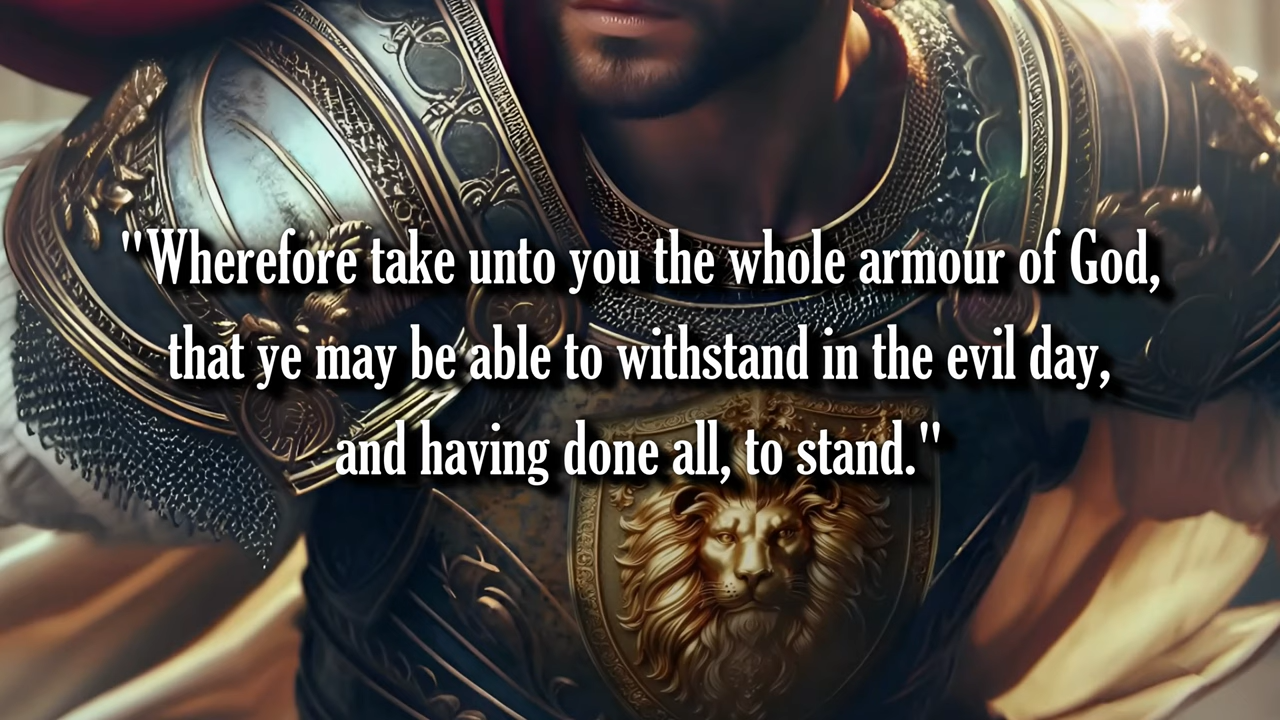 "Wherefore take unto you the whole armour of God,
that ye may be able to withstand in the evil day,
and having done all, to stand."